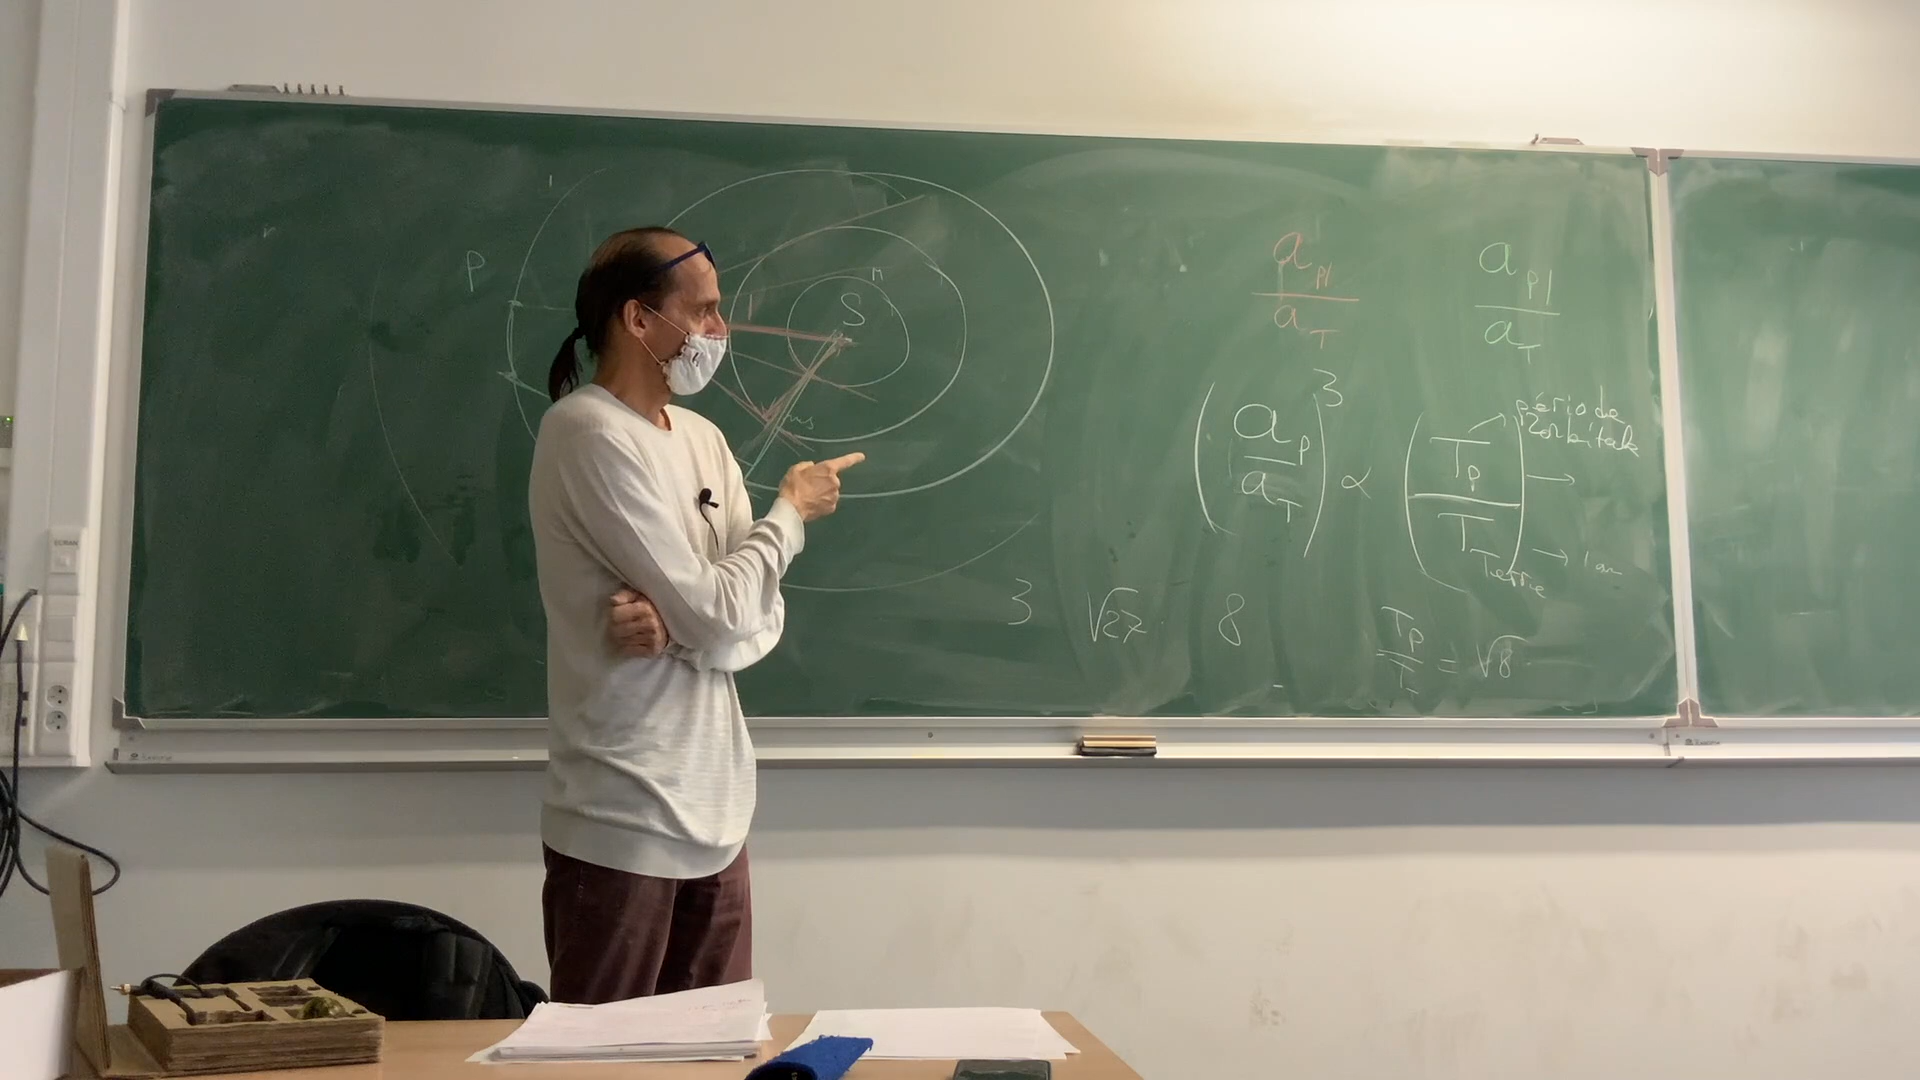 P
S
a_pl / a_T
a_pl / a_T
(a_p / a_T)^3 ∝ (T_p / T_Terre)
→ période
orbitale
→
→ 1 an
3 √27 8
T_p / T_T = √8
ECRAN